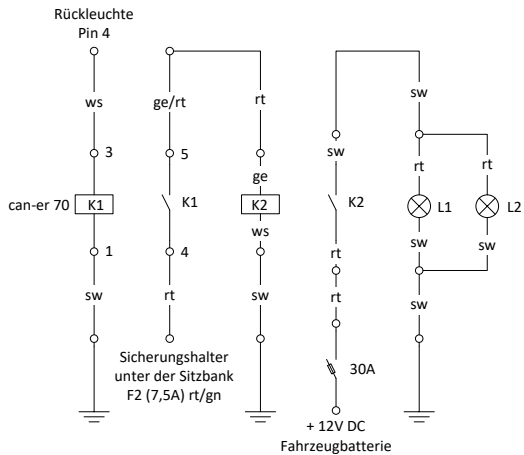 Rückleuchte
Pin 4
ws
ge/rt
rt
sw
3
5
sw
rt
rt
ge
can-er 70
K1
K1
K2
K2
L1
L2
ws
sw
sw
1
4
rt
sw
rt
sw
rt
sw
Sicherungshalter
unter der Sitzbank
F2 (7,5A) rt/gn
30A
+ 12V DC
Fahrzeugbatterie